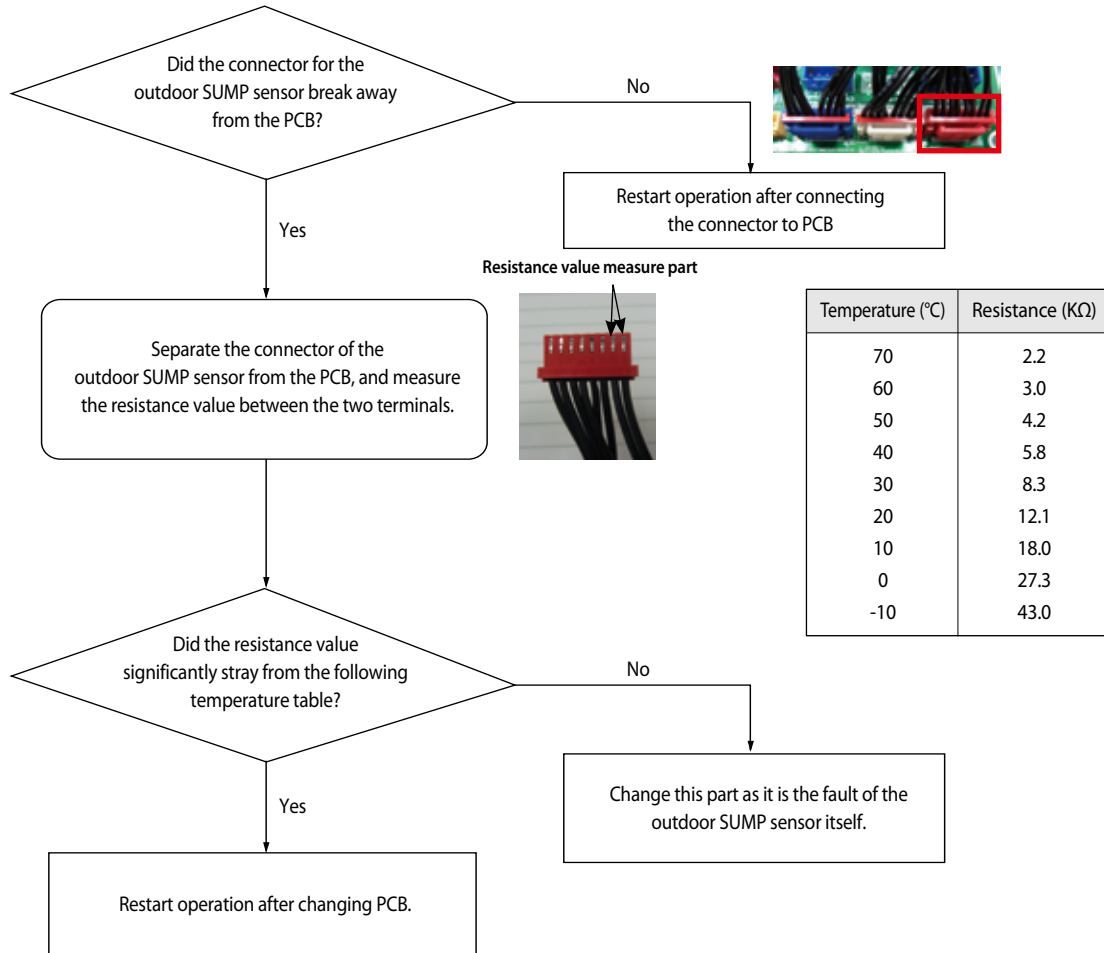 Did the connector for the
outdoor SUMP sensor break away
from the PCB?
No
Restart operation after connecting
the connector to PCB
Yes
Resistance value measure part
Separate the connector of the
outdoor SUMP sensor from the PCB, and measure
the resistance value between the two terminals.
Temperature (°C) Resistance (KΩ)
70 2.2
60 3.0
50 4.2
40 5.8
30 8.3
20 12.1
10 18.0
0 27.3
-10 43.0
Did the resistance value
significantly stray from the following
temperature table?
No
Change this part as it is the fault of the
outdoor SUMP sensor itself.
Yes
Restart operation after changing PCB.